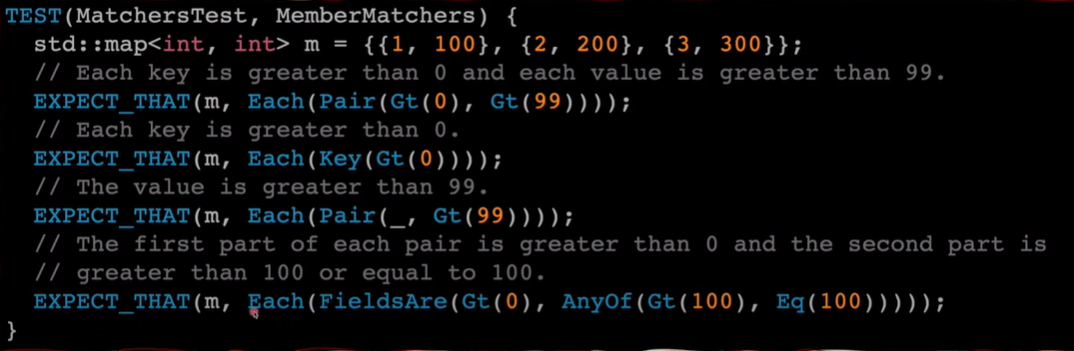 TEST(MatchersTest, MemberMatchers) {
  std::map<int, int> m = {{1, 100}, {2, 200}, {3, 300}};
  // Each key is greater than 0 and each value is greater than 99.
  EXPECT_THAT(m, Each(Pair(Gt(0), Gt(99))));
  // Each key is greater than 0.
  EXPECT_THAT(m, Each(Key(Gt(0))));
  // The value is greater than 99.
  EXPECT_THAT(m, Each(Pair(_, Gt(99))));
  // The first part of each pair is greater than 0 and the second part is
  // greater than 100 or equal to 100.
  EXPECT_THAT(m, Each(FieldsAre(Gt(0), AnyOf(Gt(100), Eq(100)))));
}